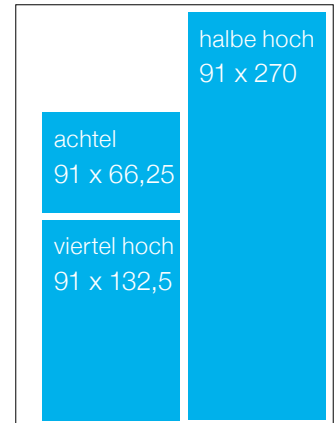 halbe hoch
91 x 270
achtel
91 x 66,25
viertel hoch
91 x 132,5